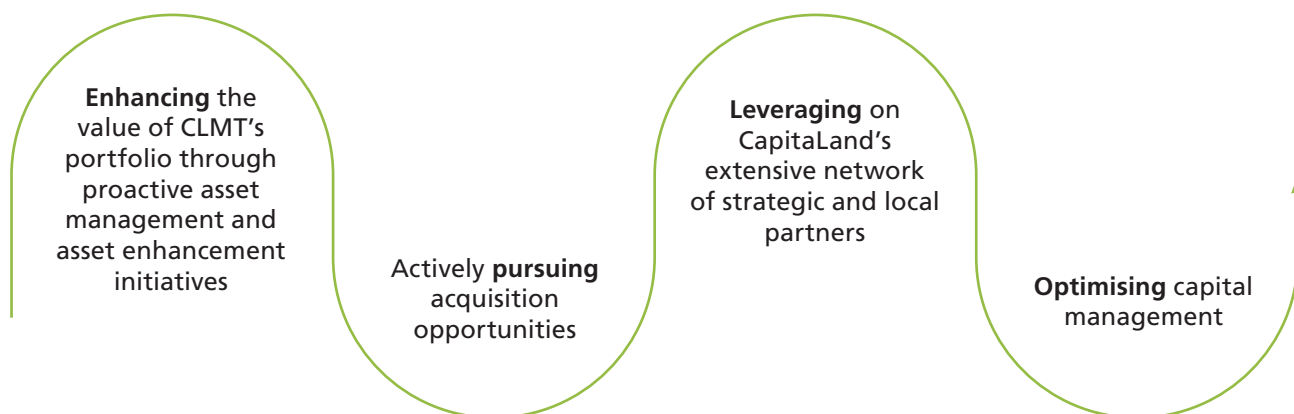 Enhancing the
value of CLMT’s
portfolio through
proactive asset
management and
asset enhancement
initiatives
Actively pursuing
acquisition
opportunities
Leveraging on
CapitaLand’s
extensive network
of strategic and local
partners
Optimising capital
management